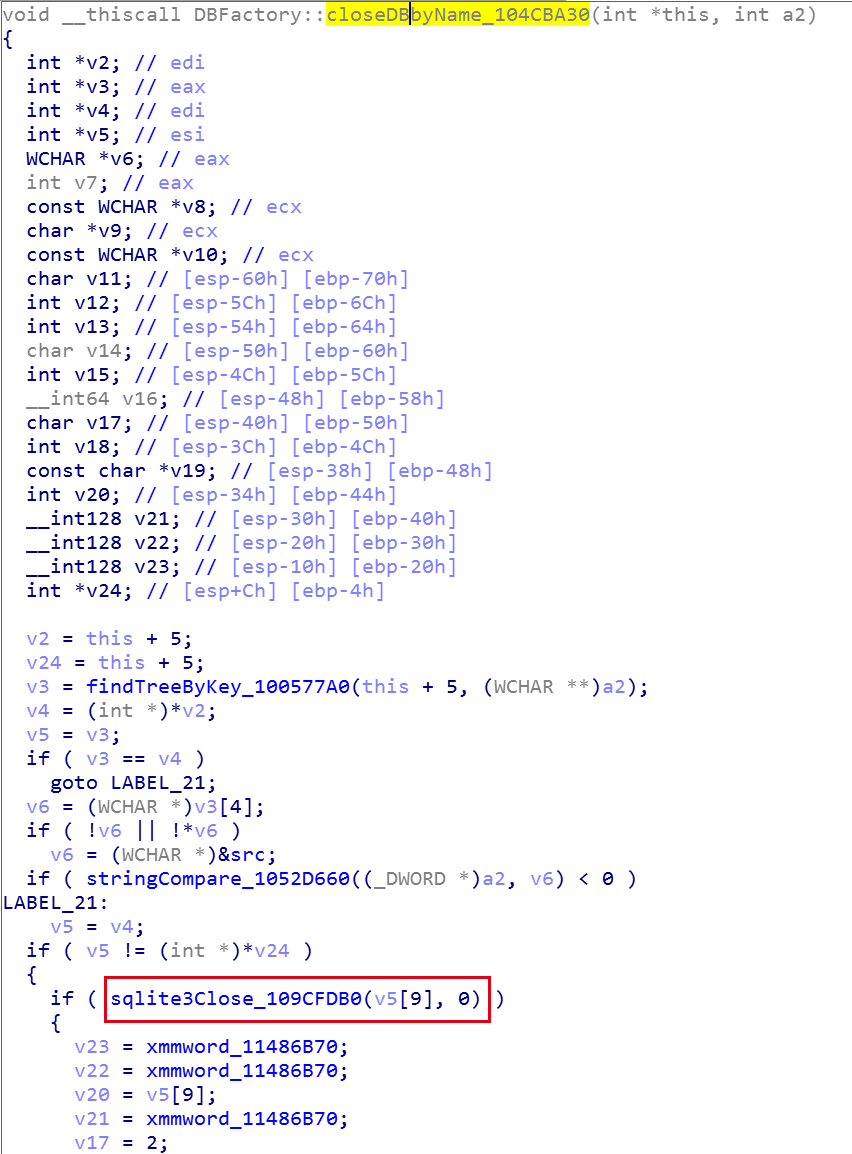 void __thiscall DBFactory::closeDBbyName_104CBA30(int *this, int a2)
{
  int *v2; // edi
  int *v3; // eax
  int *v4; // edi
  int *v5; // esi
  WCHAR *v6; // eax
  int v7; // eax
  const WCHAR *v8; // ecx
  char *v9; // ecx
  const WCHAR *v10; // ecx
  char v11; // [esp-60h] [ebp-70h]
  int v12; // [esp-5Ch] [ebp-6Ch]
  int v13; // [esp-54h] [ebp-64h]
  char v14; // [esp-50h] [ebp-60h]
  int v15; // [esp-4Ch] [ebp-5Ch]
  __int64 v16; // [esp-48h] [ebp-58h]
  char v17; // [esp-40h] [ebp-50h]
  int v18; // [esp-3Ch] [ebp-4Ch]
  const char *v19; // [esp-38h] [ebp-48h]
  int v20; // [esp-34h] [ebp-44h]
  __int128 v21; // [esp-30h] [ebp-40h]
  __int128 v22; // [esp-20h] [ebp-30h]
  __int128 v23; // [esp-10h] [ebp-20h]
  int *v24; // [esp+Ch] [ebp-4h]

  v2 = this + 5;
  v24 = this + 5;
  v3 = findTreeByKey_100577A0(this + 5, (WCHAR **)a2);
  v4 = (int *)*v2;
  v5 = v3;
  if ( v3 == v4 )
    goto LABEL_21;
  v6 = (WCHAR *)v3[4];
  if ( !v6 || !*v6 )
    v6 = (WCHAR *)&src;
  if ( stringCompare_1052D660((_DWORD *)a2, v6) < 0 )
LABEL_21:
    v5 = v4;
  if ( v5 != (int *)*v24 )
  {
    if ( sqlite3Close_109CFDB0(v5[9], 0) )
    {
      v23 = xmmword_11486B70;
      v22 = xmmword_11486B70;
      v20 = v5[9];
      v21 = xmmword_11486B70;
      v17 = 2;